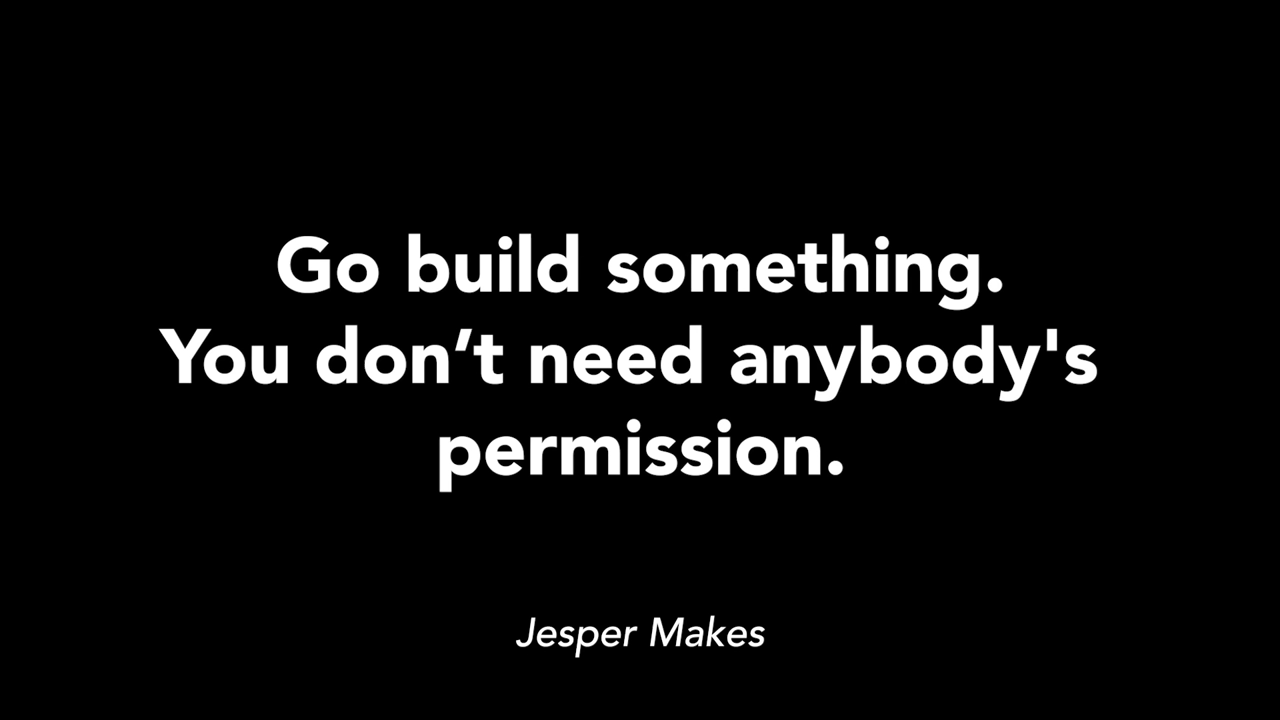 Go build something.
You don’t need anybody's
permission.
Jesper Makes